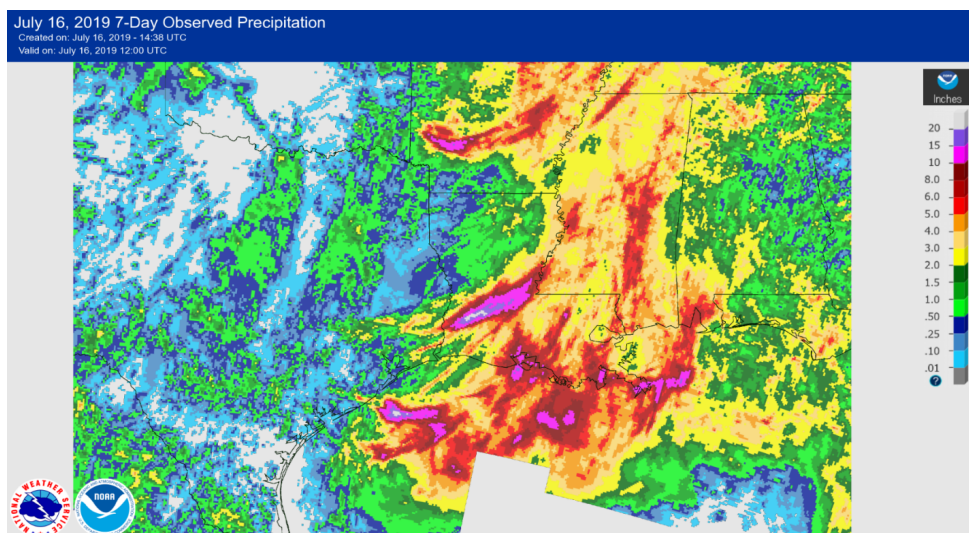 July 16, 2019 7-Day Observed Precipitation
Created on: July 16, 2019 - 14:38 UTC
Valid on: July 16, 2019 12:00 UTC
Inches
20
15
10
8.0
6.0
5.0
4.0
3.0
2.0
1.5
1.0
.50
.25
.10
.01
?
NATIONAL WEATHER SERVICE
NOAA